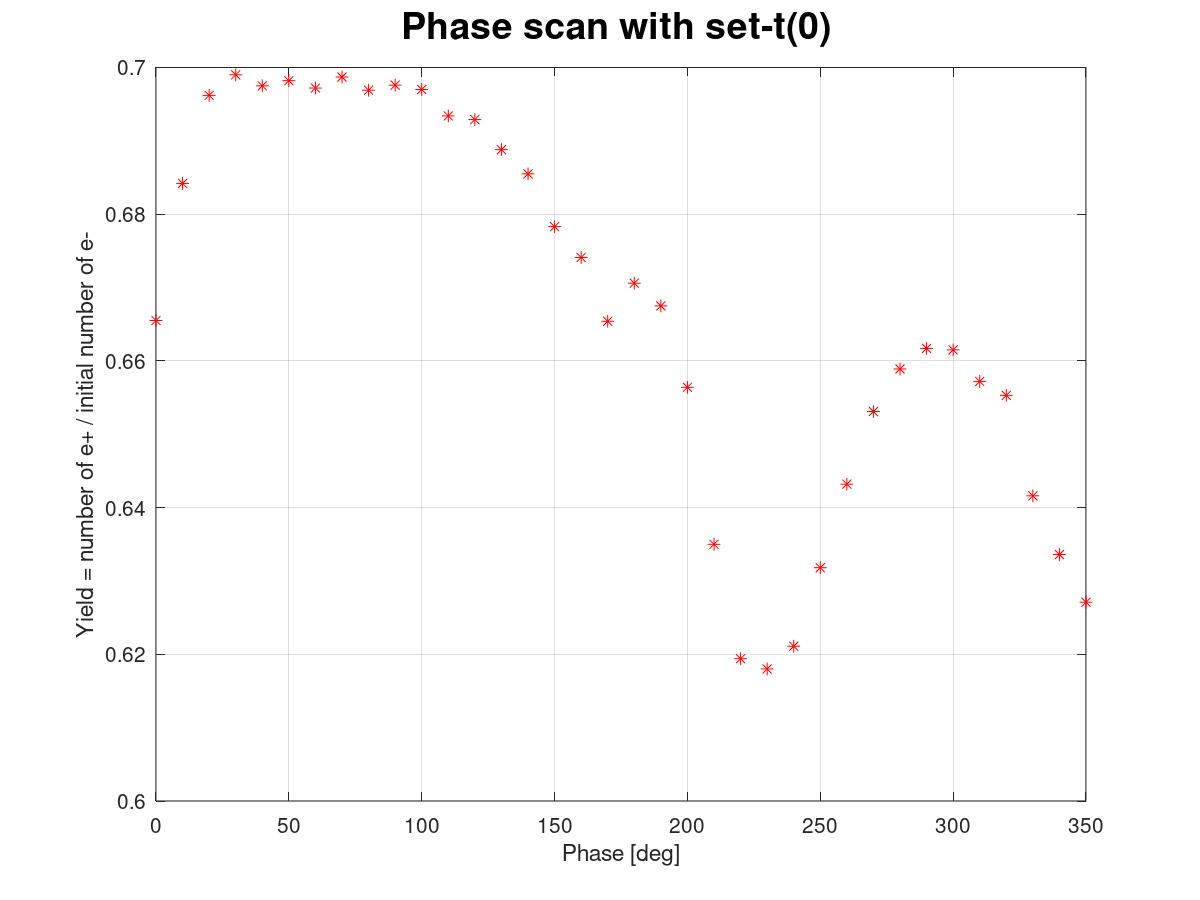 Phase scan with set-t(0)
0.7
0.68
0.66
0.64
0.62
0.6
Yield = number of e+ / initial number of e-
0 50 100 150 200 250 300 350
Phase [deg]